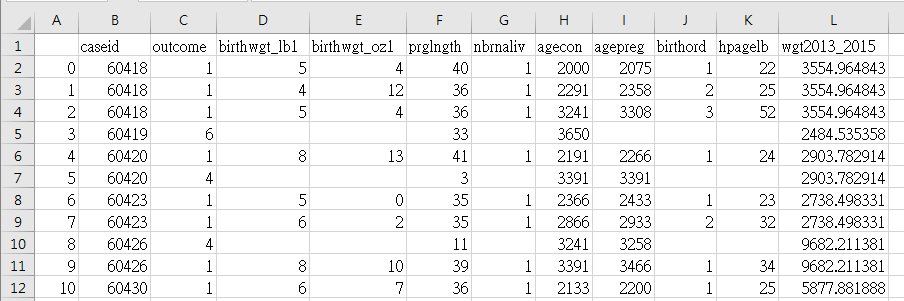 A B C D E F G H I J K L
1 caseid outcome birthwgt_lb1 birthwgt_oz1 prglngth nbrnaliv agecon agepreg birthord hpagelb wgt2013_2015
2 0 60418 1 5 4 40 1 2000 2075 1 22 3554.964843
3 1 60418 1 4 12 36 1 2291 2358 2 25 3554.964843
4 2 60418 1 5 4 36 1 3241 3308 3 52 3554.964843
5 3 60419 6 33 3650 2484.535358
6 4 60420 1 8 13 41 1 2191 2266 1 24 2903.782914
7 5 60420 4 3 3391 3391 2903.782914
8 6 60423 1 5 0 35 1 2366 2433 1 23 2738.498331
9 7 60423 1 6 2 35 1 2866 2933 2 32 2738.498331
10 8 60426 4 11 3241 3258 9682.211381
11 9 60426 1 8 10 39 1 3391 3466 1 34 9682.211381
12 10 60430 1 6 7 36 1 2133 2200 1 25 5877.881888